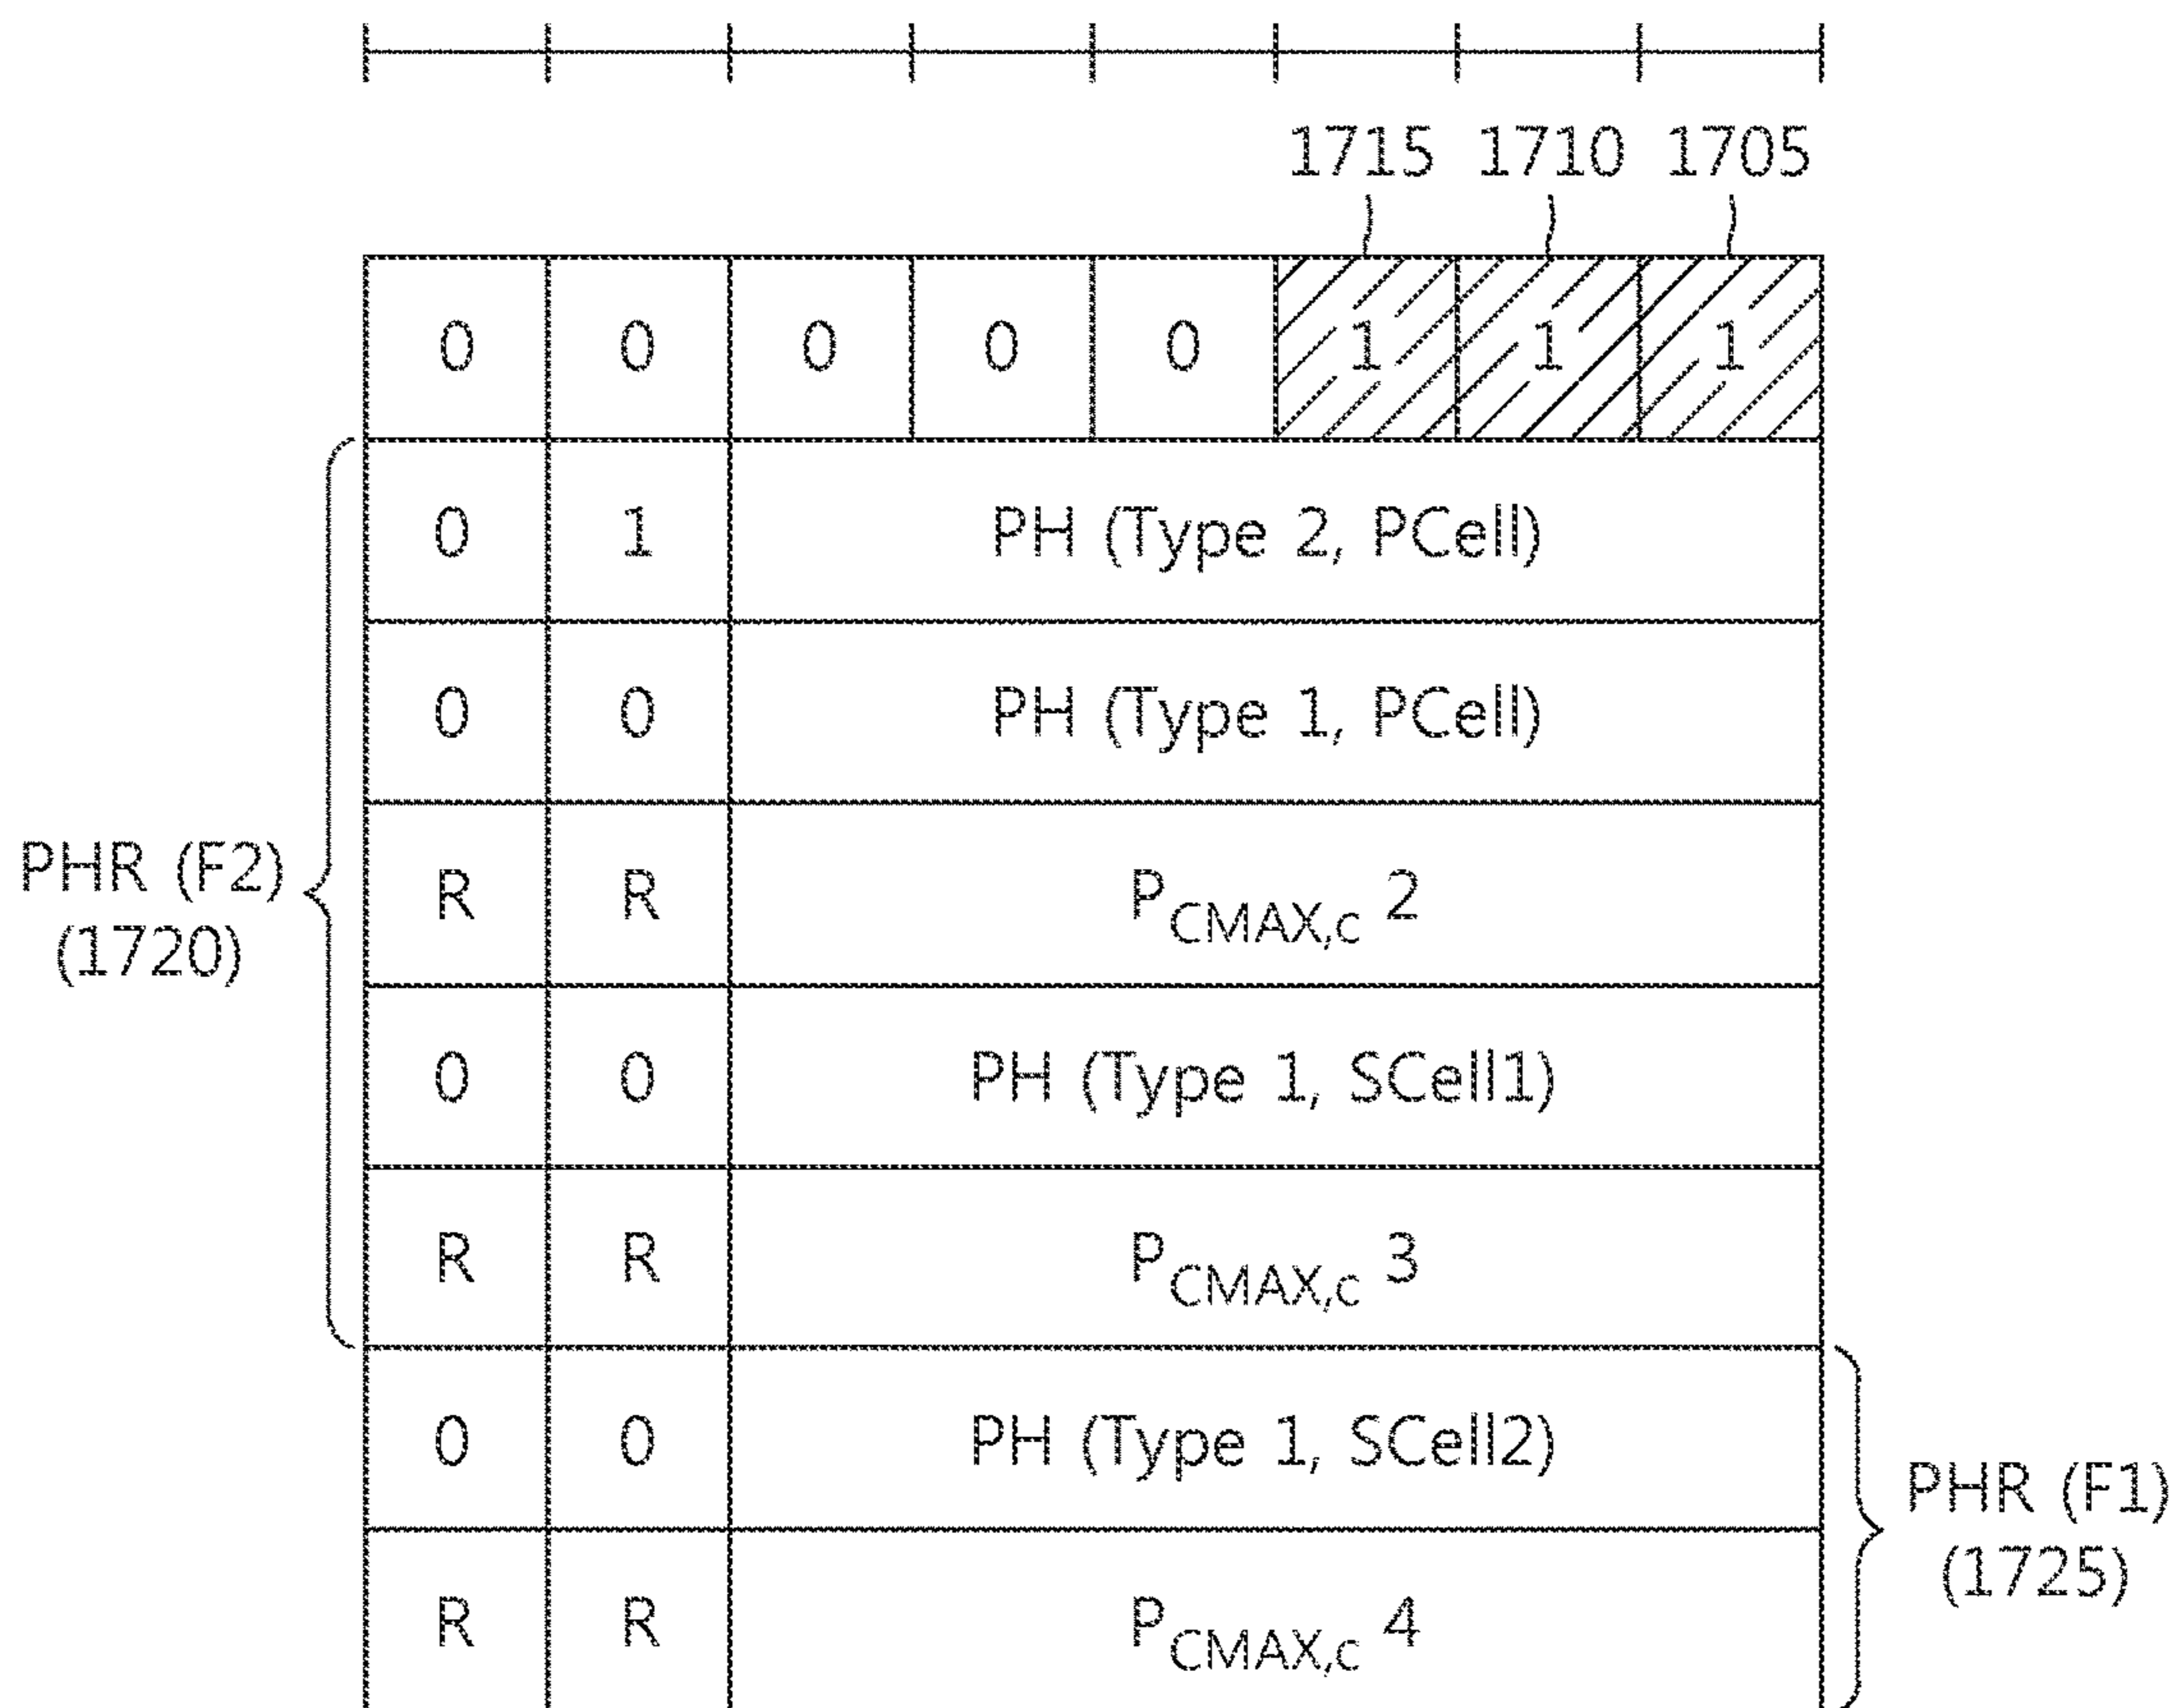 1715 1710 1705
0 0 0 0 0 1 1 1
0 1 PH (Type 2, PCell)
0 0 PH (Type 1, PCell)
R R PCMAX,c 2
PHR (F2)
(1720)
0 0 PH (Type 1, SCell1)
R R PCMAX,c 3
0 0 PH (Type 1, SCell2)
R R PCMAX,c 4
PHR (F1)
(1725)